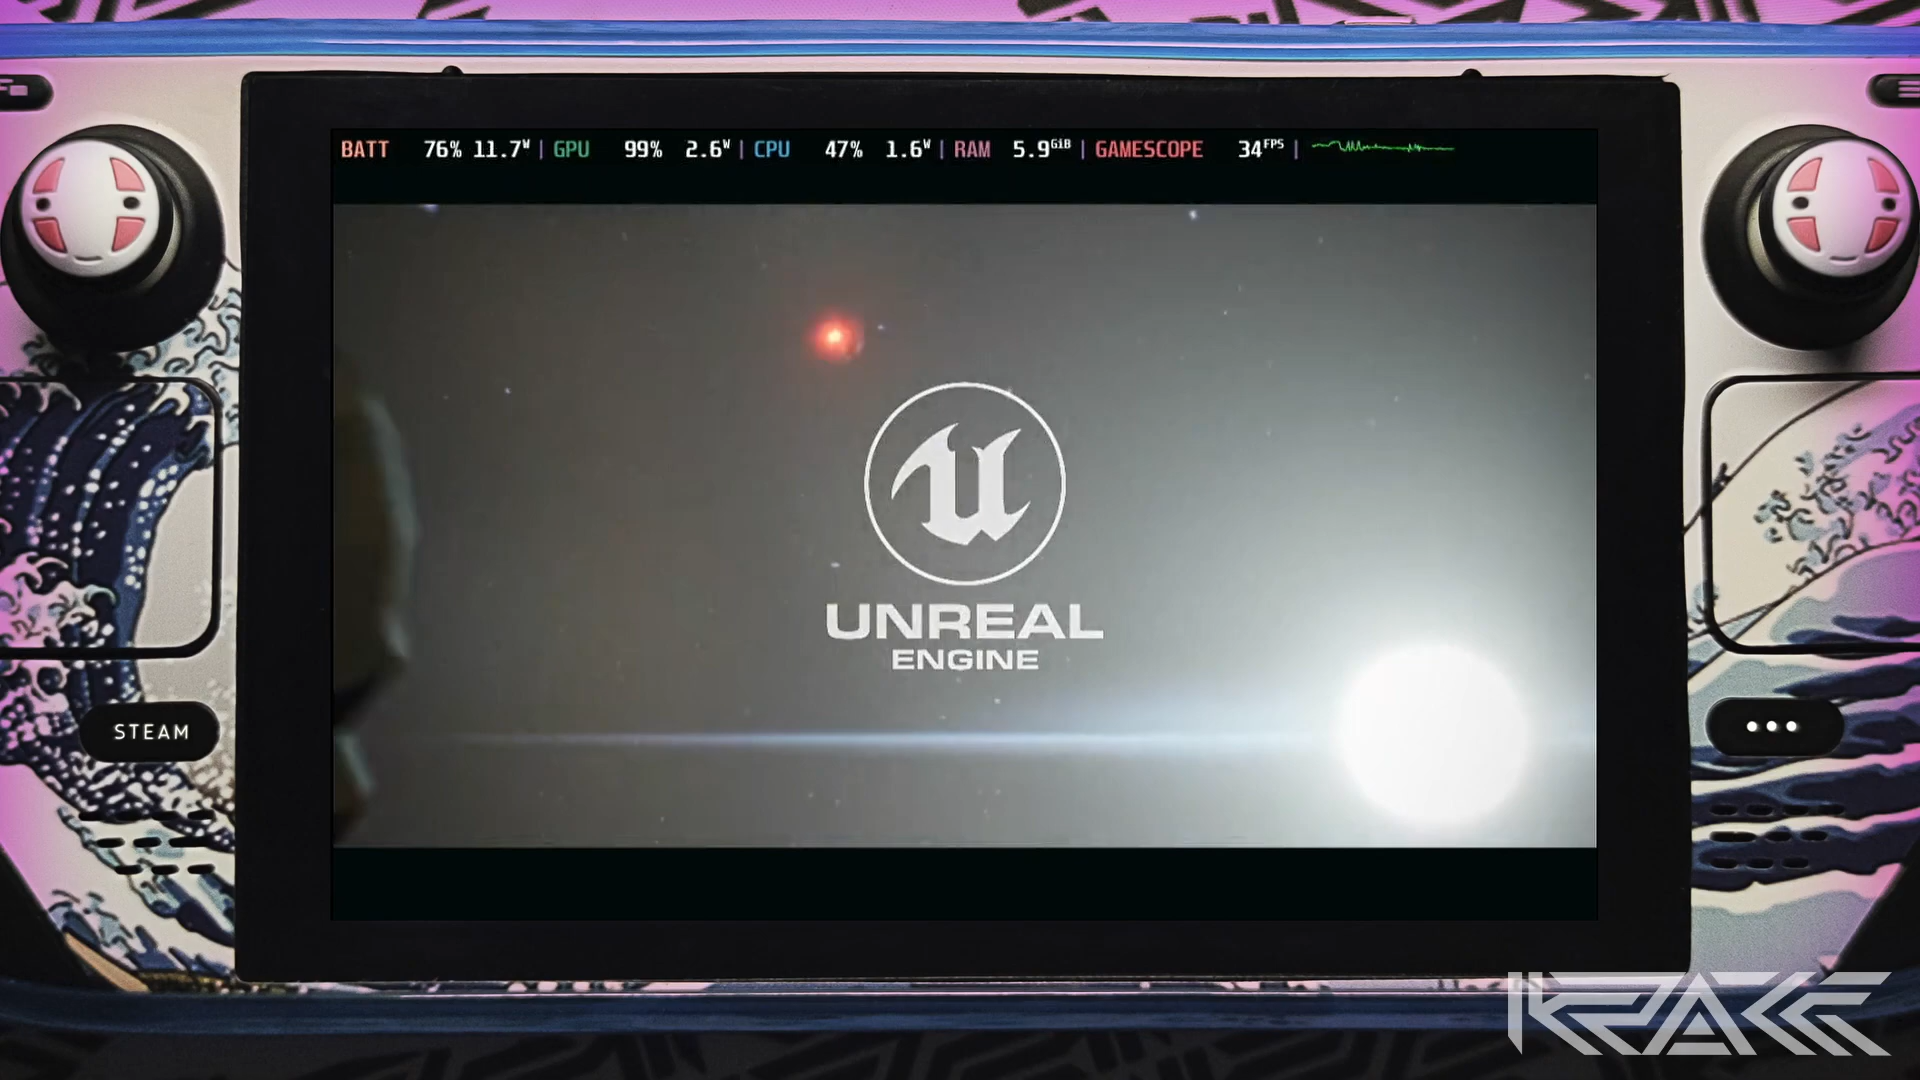 BATT 76% 11.7W | GPU 99% 2.6W | CPU 47% 1.6W | RAM 5.9GiB | GAMESCOPE 34FPS |
UNREAL
ENGINE
STEAM